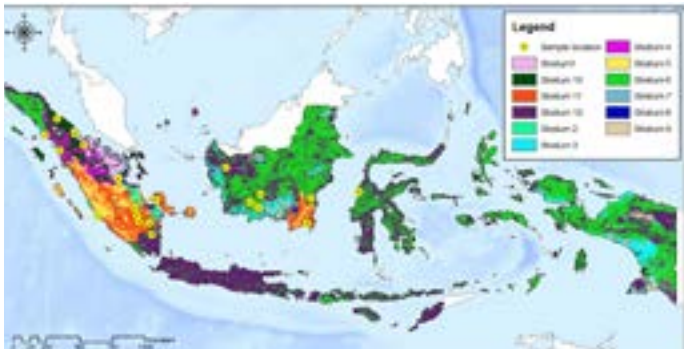 Legend
Sample location
Stratum 1
Stratum 10
Stratum 11
Stratum 12
Stratum 2
Stratum 3
Stratum 4
Stratum 5
Stratum 6
Stratum 7
Stratum 8
Stratum 9